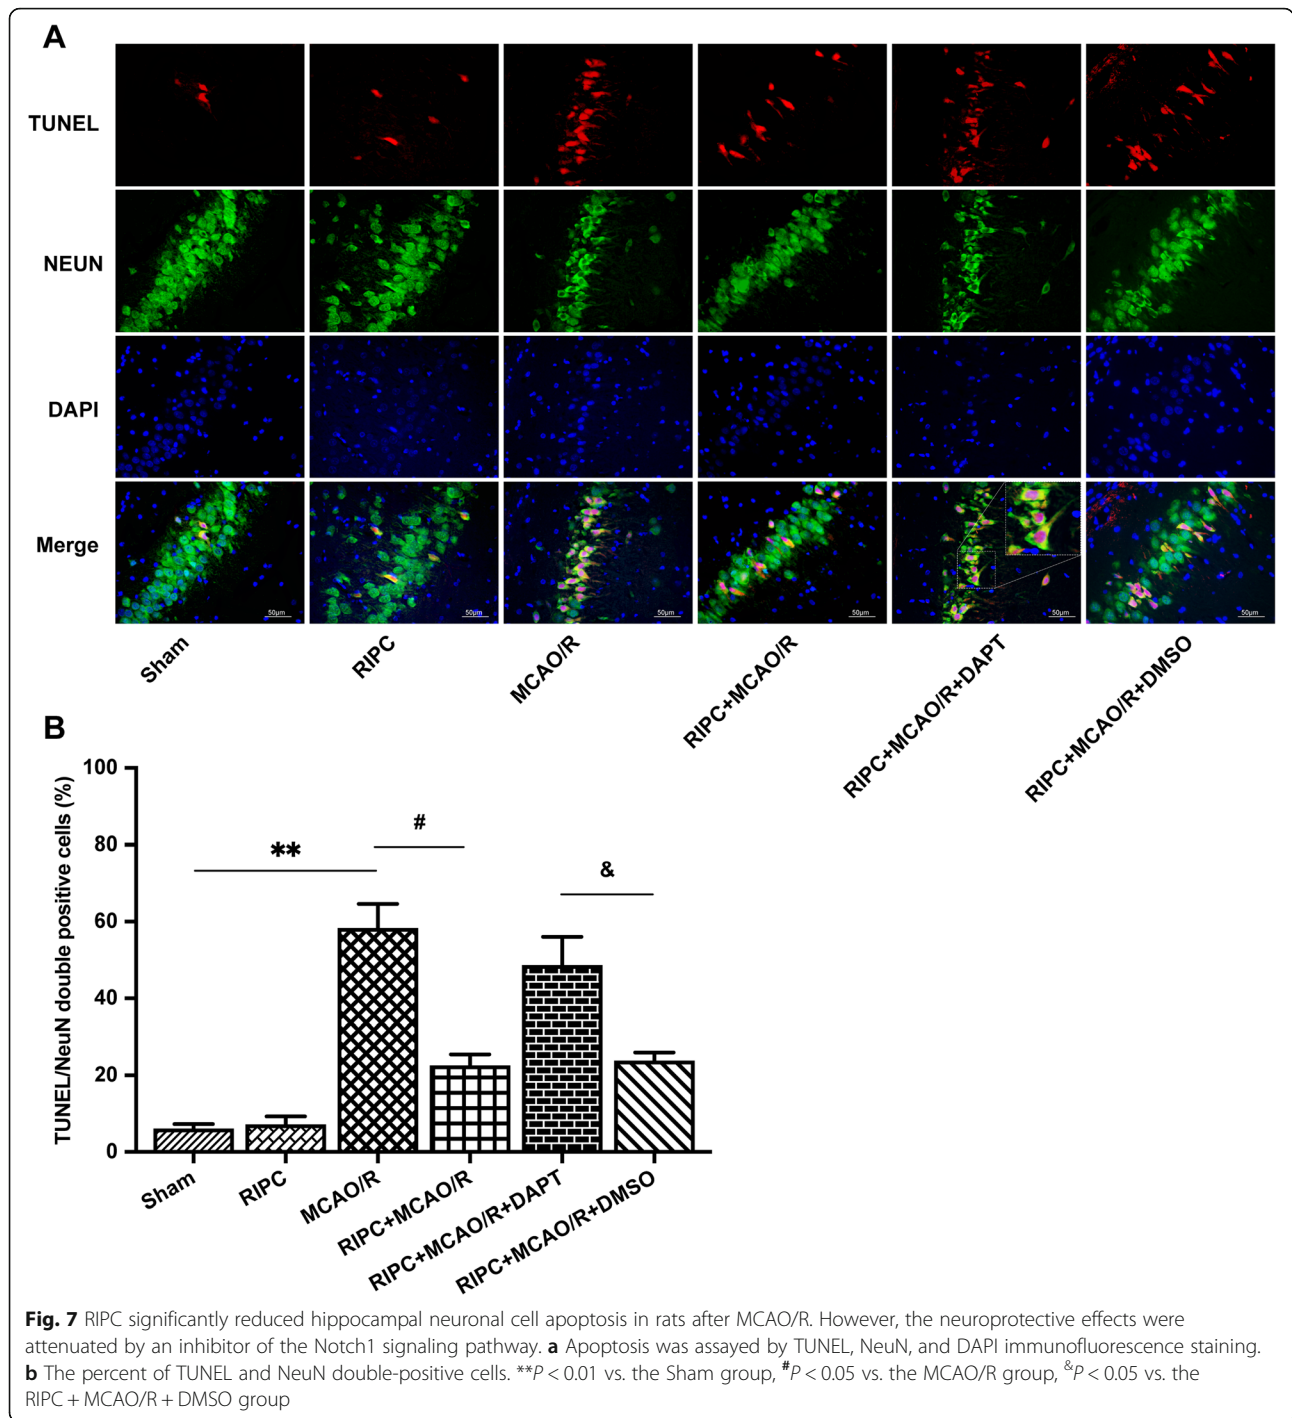 A
TUNEL
NEUN
DAPI
Merge
50μm 50μm 50μm 50μm 50μm 50μm
Sham
RIPC
MCAO/R
RIPC+MCAO/R
RIPC+MCAO/R+DAPT
RIPC+MCAO/R+DMSO
B
TUNEL/NeuN double positive cells (%)
100
80
60
40
20
0
**
#
&
Sham
RIPC
MCAO/R
RIPC+MCAO/R
RIPC+MCAO/R+DAPT
RIPC+MCAO/R+DMSO
Fig. 7 RIPC significantly reduced hippocampal neuronal cell apoptosis in rats after MCAO/R. However, the neuroprotective effects were
attenuated by an inhibitor of the Notch1 signaling pathway. a Apoptosis was assayed by TUNEL, NeuN, and DAPI immunofluorescence staining.
b The percent of TUNEL and NeuN double-positive cells. **P < 0.01 vs. the Sham group, #P < 0.05 vs. the MCAO/R group, &P < 0.05 vs. the
RIPC + MCAO/R + DMSO group